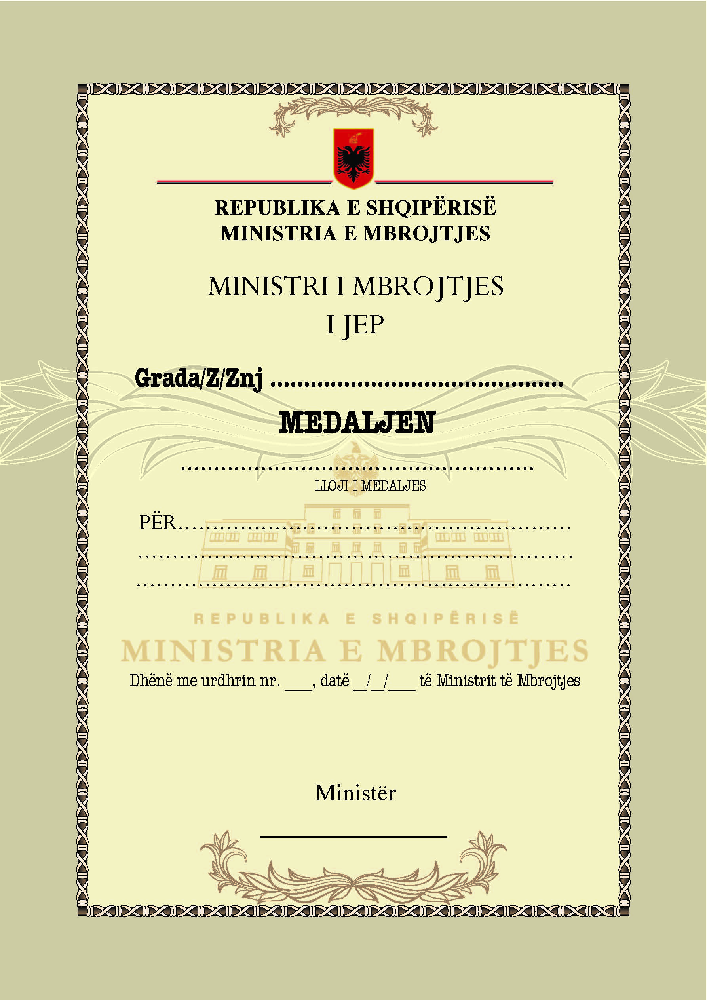 REPUBLIKA E SHQIPËRISË
MINISTRIA E MBROJTJES
MINISTRI I MBROJTJES
I JEP
Grada/Z/Znj ............................................
MEDALJEN
.....................................................
LLOJI I MEDALJES
PËR.........................................................
...............................................................
...............................................................
REPUBLIKA E SHQIPËRISË
MINISTRIA E MBROJTJES
Dhënë me urdhrin nr. ___, datë _/_/___ të Ministrit të Mbrojtjes
Ministër
____________________